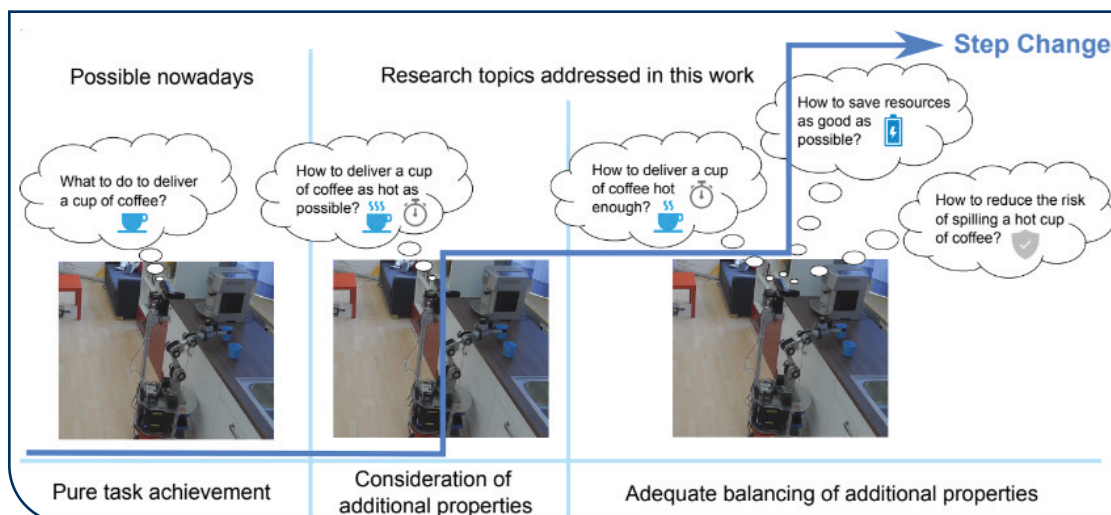 Step Change
Possible nowadays
Research topics addressed in this work
What to do to deliver
a cup of coffee?
How to deliver a cup
of coffee as hot as
possible?
How to deliver a cup
of coffee hot
enough?
How to save resources
as good as
possible?
How to reduce the risk
of spilling a hot cup
of coffee?
Pure task achievement
Consideration of
additional properties
Adequate balancing of additional properties